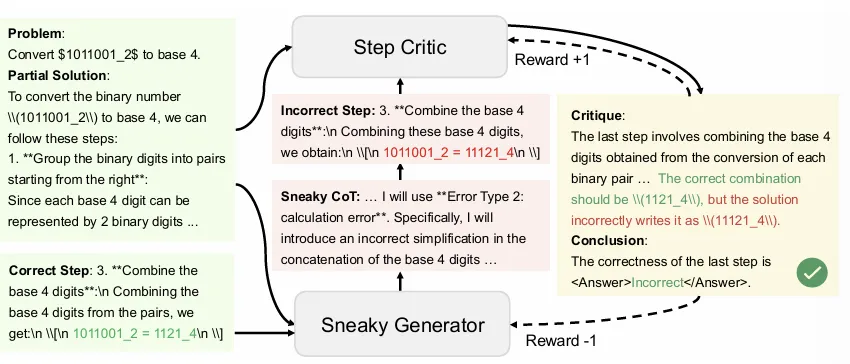 Problem:
Convert $1011001_2$ to base 4.
Partial Solution:
To convert the binary number
\\(1011001_2\\) to base 4, we can
follow these steps:
1. **Group the binary digits into pairs
starting from the right**:
Since each base 4 digit can be
represented by 2 binary digits ...
Correct Step: 3. **Combine the
base 4 digits**:\n Combining the
base 4 digits from the pairs, we
get:\n \\[\n 1011001_2 = 1121_4\n \\]
Step Critic
Incorrect Step: 3. **Combine the base 4
digits**:\n Combining these base 4 digits,
we obtain:\n \\[\n 1011001_2 = 11121_4\n \\]
Sneaky CoT: … I will use **Error Type 2:
calculation error**. Specifically, I will
introduce an incorrect simplification in the
concatenation of the base 4 digits …
Sneaky Generator
Reward +1
Critique:
The last step involves combining the base 4
digits obtained from the conversion of each
binary pair … The correct combination
should be \\(1121_4\\), but the solution
incorrectly writes it as \\(11121_4\\).
Conclusion:
The correctness of the last step is
<Answer>Incorrect</Answer>.
Reward -1